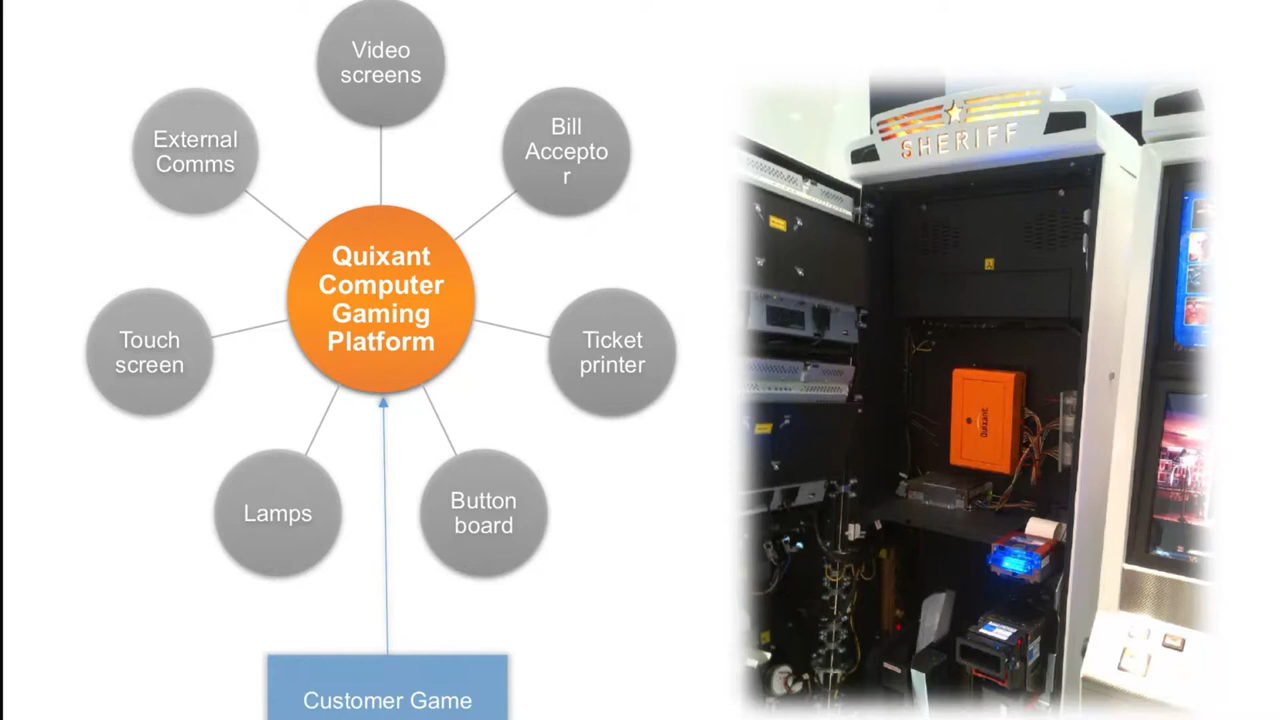 Video
screens
External
Comms
Bill
Accepto
r
Quixant
Computer
Gaming
Platform
Touch
screen
Ticket
printer
Lamps
Button
board
Customer Game
SHERIFF
Quixant